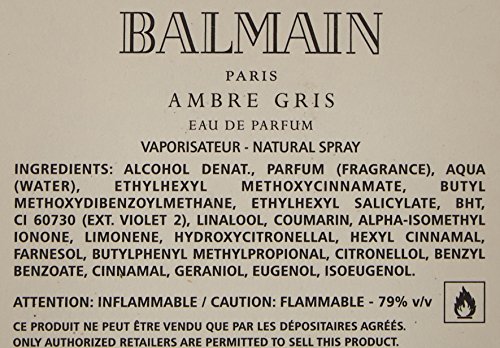 BALMAIN
PARIS
AMBRE GRIS
EAU DE PARFUM
VAPORISATEUR - NATURAL SPRAY
INGREDIENTS: ALCOHOL DENAT., PARFUM (FRAGRANCE), AQUA
(WATER), ETHYLHEXYL METHOXYCINNAMATE, BUTYL
METHOXYDIBENZOYLMETHANE, ETHYLHEXYL SALICYLATE, BHT,
CI 60730 (EXT. VIOLET 2), LINALOOL, COUMARIN, ALPHA-ISOMETHYL
IONONE, LIMONENE, HYDROXYCITRONELLAL, HEXYL CINNAMAL,
FARNESOL, BUTYLPHENYL METHYLPROPIONAL, CITRONELLOL, BENZYL
BENZOATE, CINNAMAL, GERANIOL, EUGENOL, ISOEUGENOL.
ATTENTION: INFLAMMABLE / CAUTION: FLAMMABLE - 79% v/v
CE PRODUIT NE PEUT ÊTRE VENDU QUE PAR LES DÉPOSITAIRES AGRÉÉS.
ONLY AUTHORIZED RETAILERS ARE PERMITTED TO SELL THIS PRODUCT.